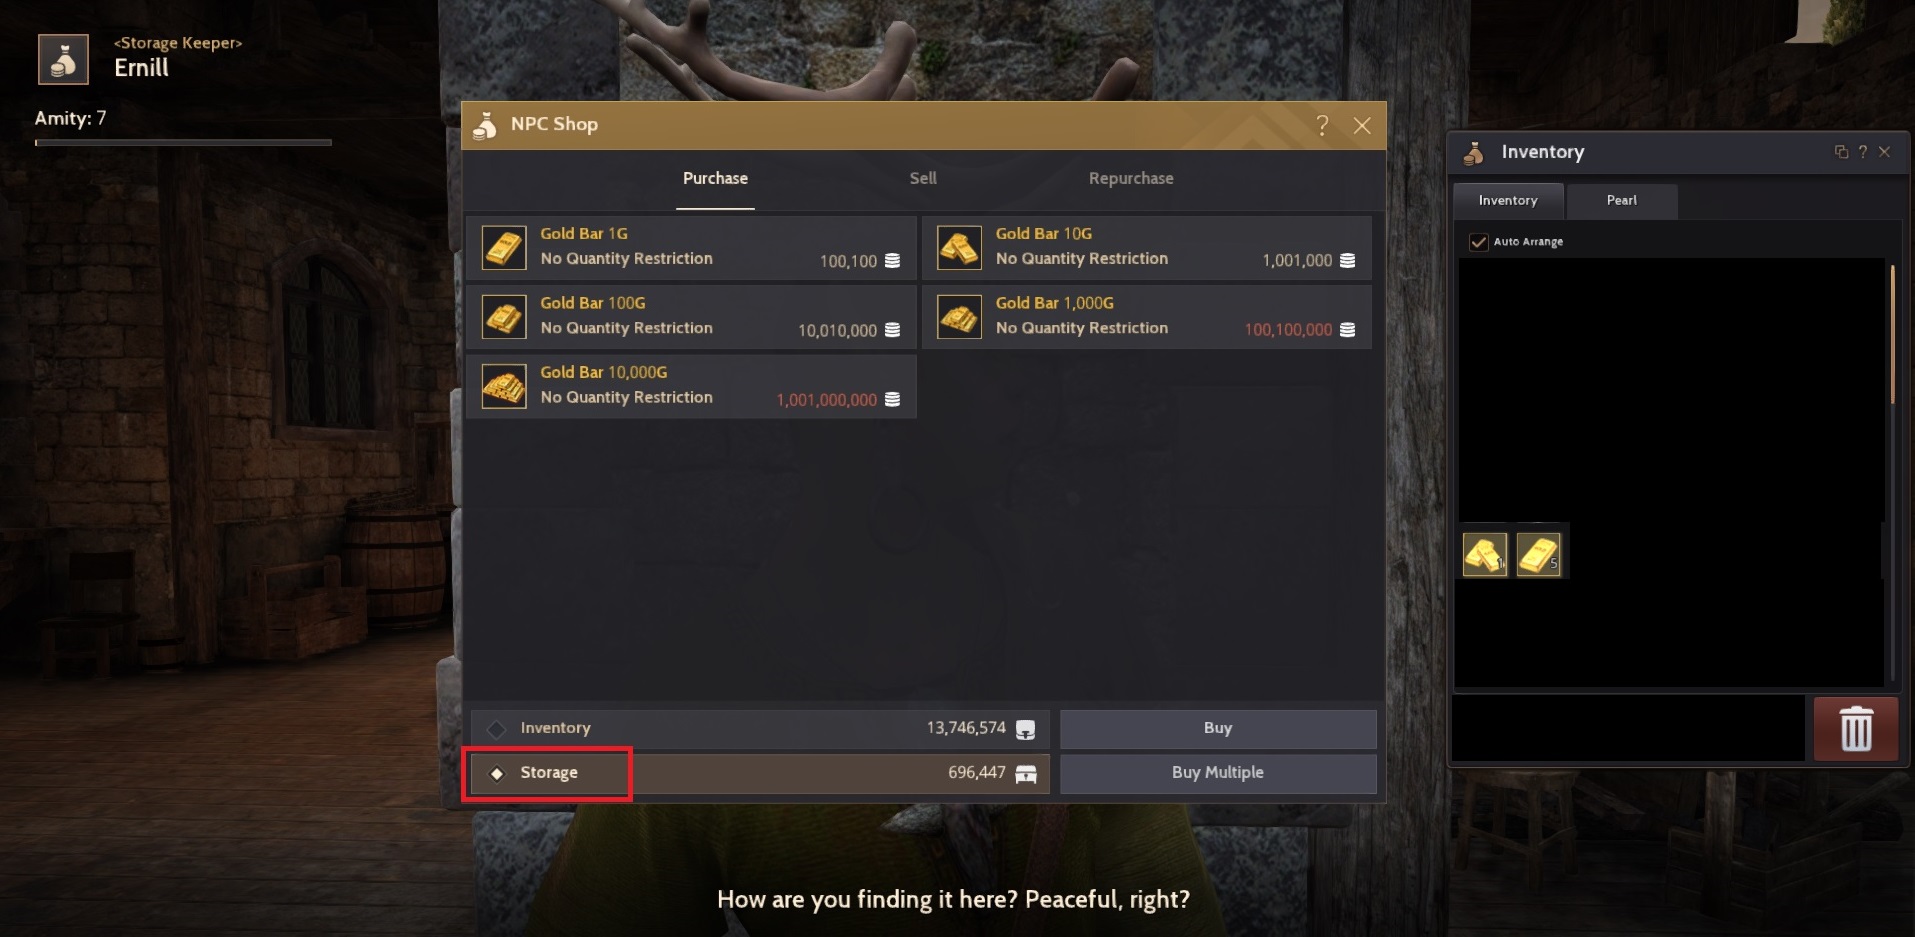 <Storage Keeper>
Ernill
Amity: 7
NPC Shop
?
Purchase
Sell
Repurchase
Gold Bar 1G
No Quantity Restriction
100,100
Gold Bar 10G
No Quantity Restriction
1,001,000
Gold Bar 100G
No Quantity Restriction
10,010,000
Gold Bar 1,000G
No Quantity Restriction
100,100,000
Gold Bar 10,000G
No Quantity Restriction
1,001,000,000
Inventory
13,746,574
Buy
Storage
696,447
Buy Multiple
Inventory
?
Inventory
Pearl
Auto Arrange
5
How are you finding it here? Peaceful, right?